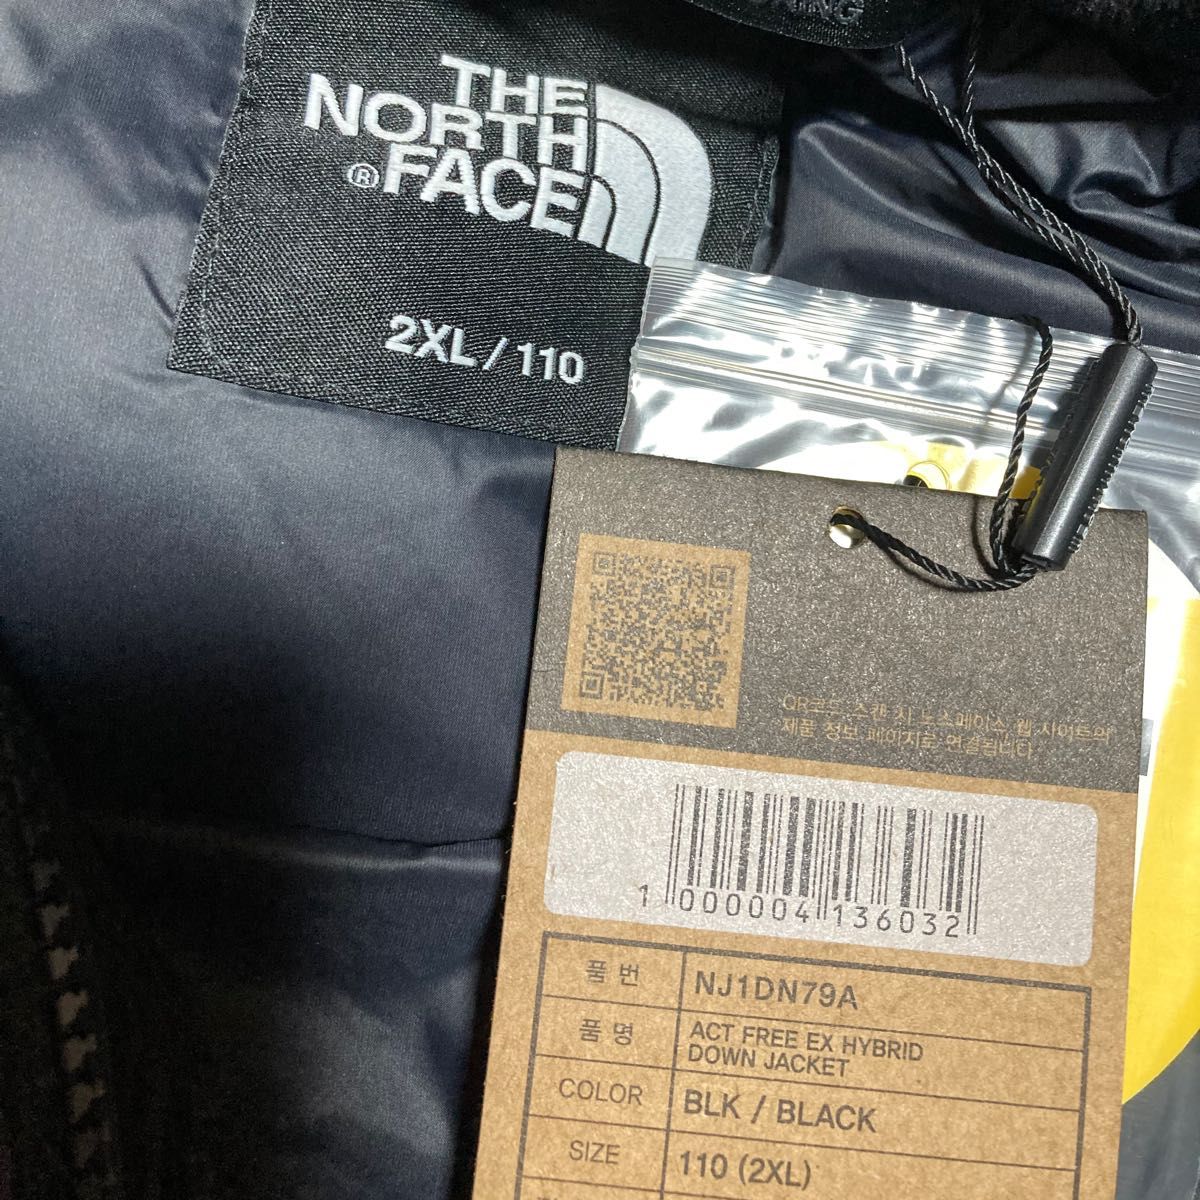 THE
NORTH
® FACE
2XL / 110
QR코드 스캔 시 노스페이스 웹 사이트의
제품 정보 페이지로 연결됩니다.
1 000004 136032
품 번 NJ1DN79A
품 명 ACT FREE EX HYBRID
DOWN JACKET
COLOR BLK / BLACK
SIZE 110 (2XL)